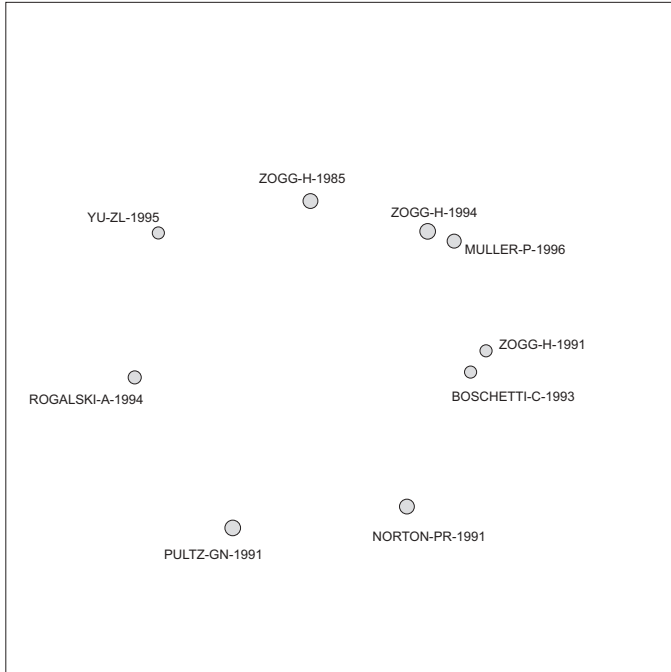 ZOGG-H-1985
ZOGG-H-1994
YU-ZL-1995
MULLER-P-1996
ZOGG-H-1991
BOSCHETTI-C-1993
ROGALSKI-A-1994
NORTON-PR-1991
PULTZ-GN-1991